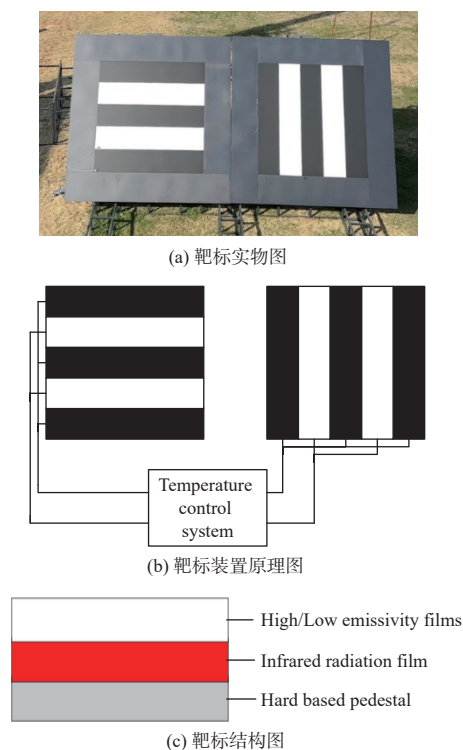 (a) 靶标实物图
Temperature
control
system
(b) 靶标装置原理图
High/Low emissivity films
Infrared radiation film
Hard based pedestal
(c) 靶标结构图